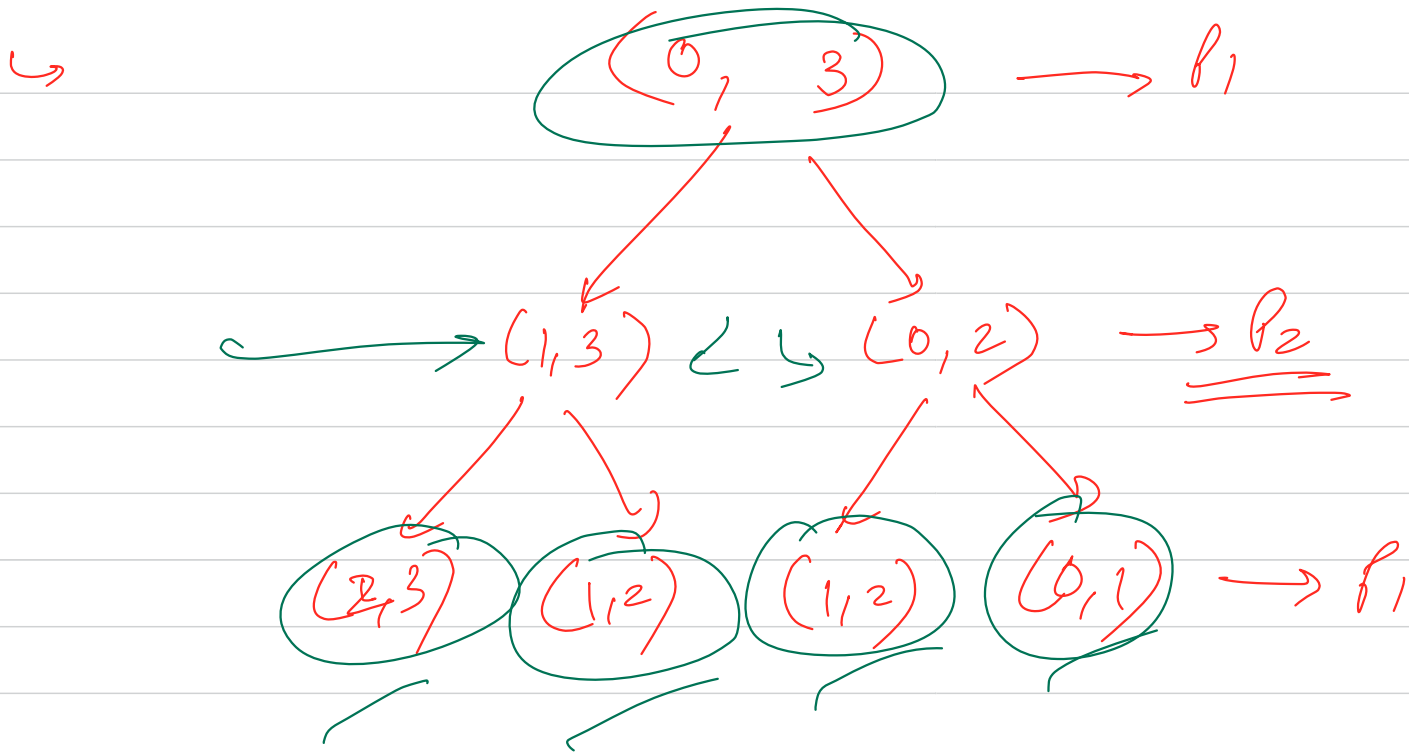 (0, 3) → P1
(1,3) (0,2) → P2
(2,3) (1,2) (1,2) (0,1) → P1